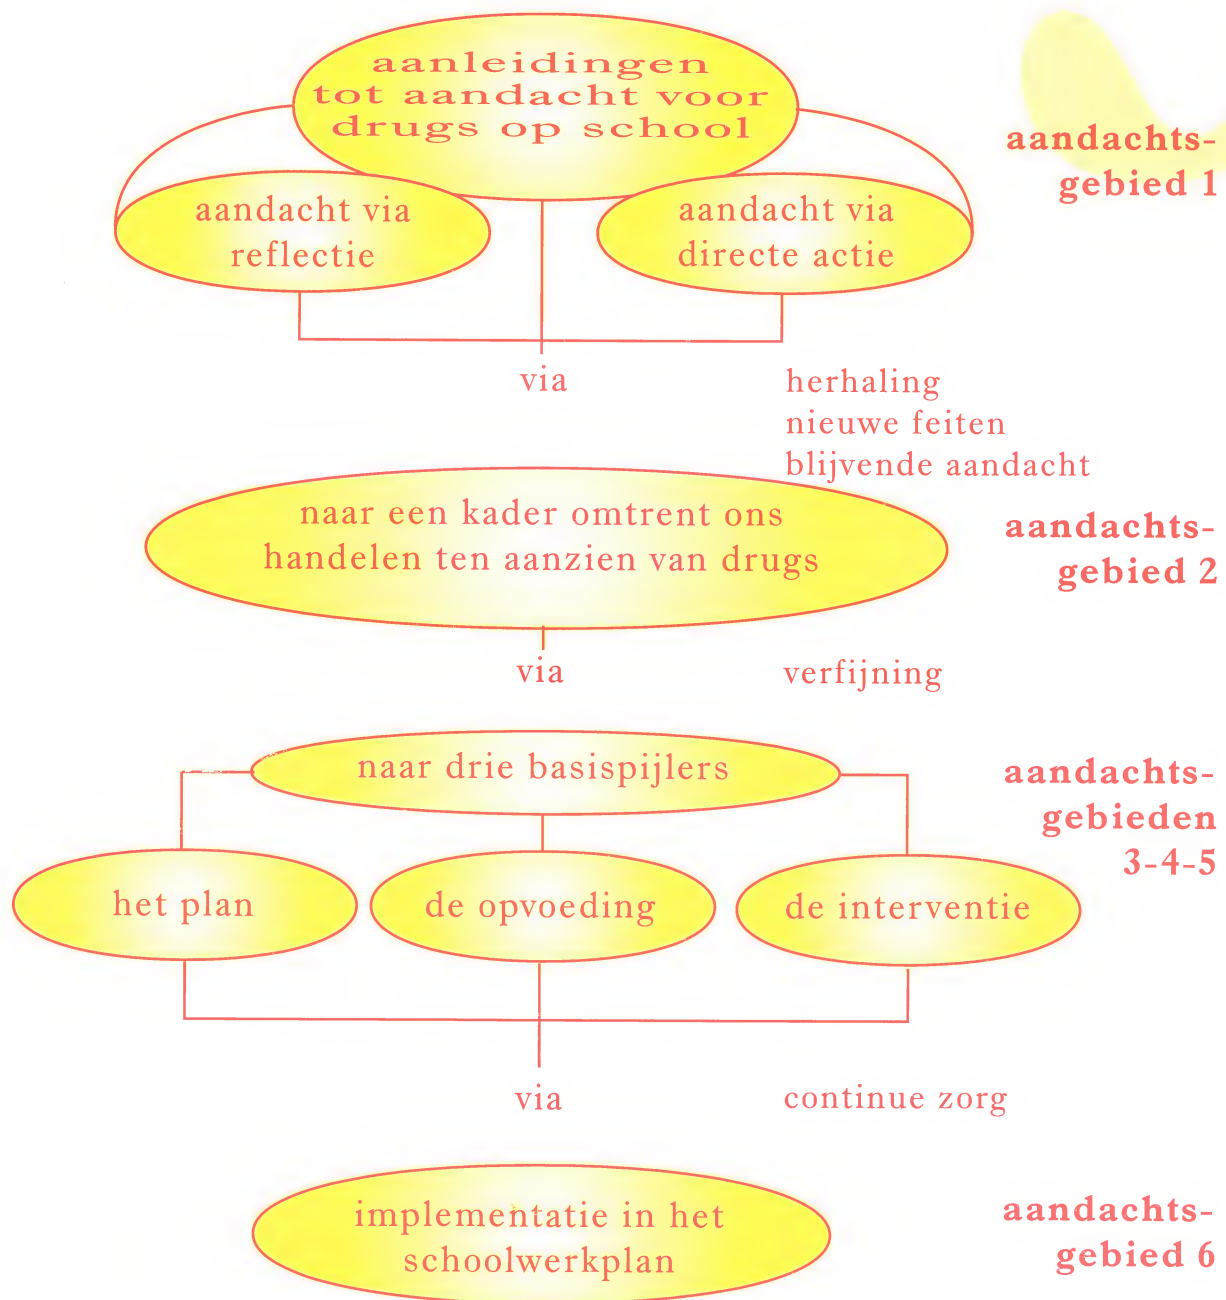 aanleidingen
tot aandacht voor
drugs op school
aandachts-
gebied 1
aandacht via
reflectie
aandacht via
directe actie
via
herhaling
nieuwe feiten
blijvende aandacht
naar een kader omtrent ons
handelen ten aanzien van drugs
aandachts-
gebied 2
via
verfijning
naar drie basispijlers
aandachts-
gebieden
3-4-5
het plan
de opvoeding
de interventie
via
continue zorg
implementatie in het
schoolwerkplan
aandachts-
gebied 6